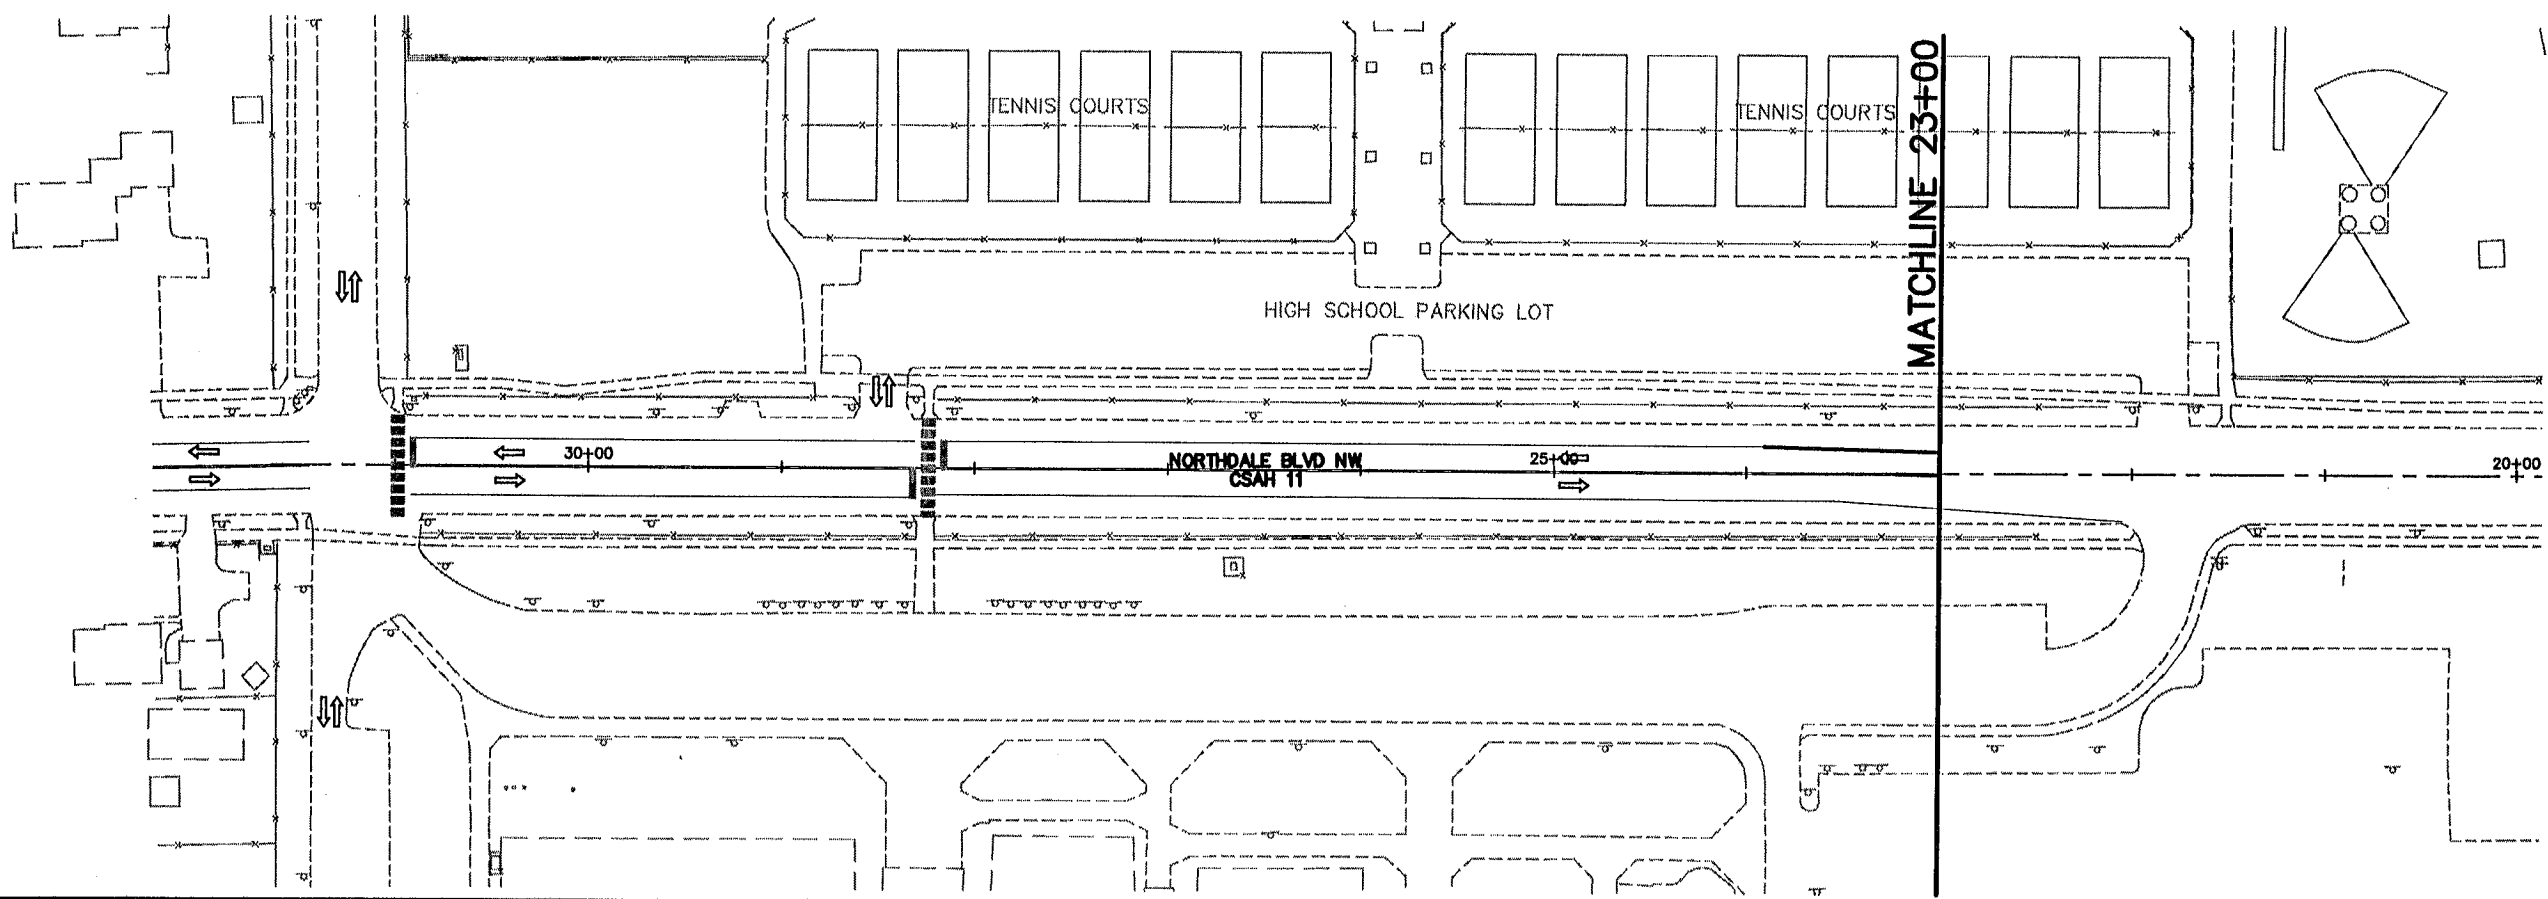 TENNIS COURTS
TENNIS COURTS
MATCHLINE 23+00
HIGH SCHOOL PARKING LOT
30+00
NORTHDALE BLVD NW
CSAH 11
25+00
20+00